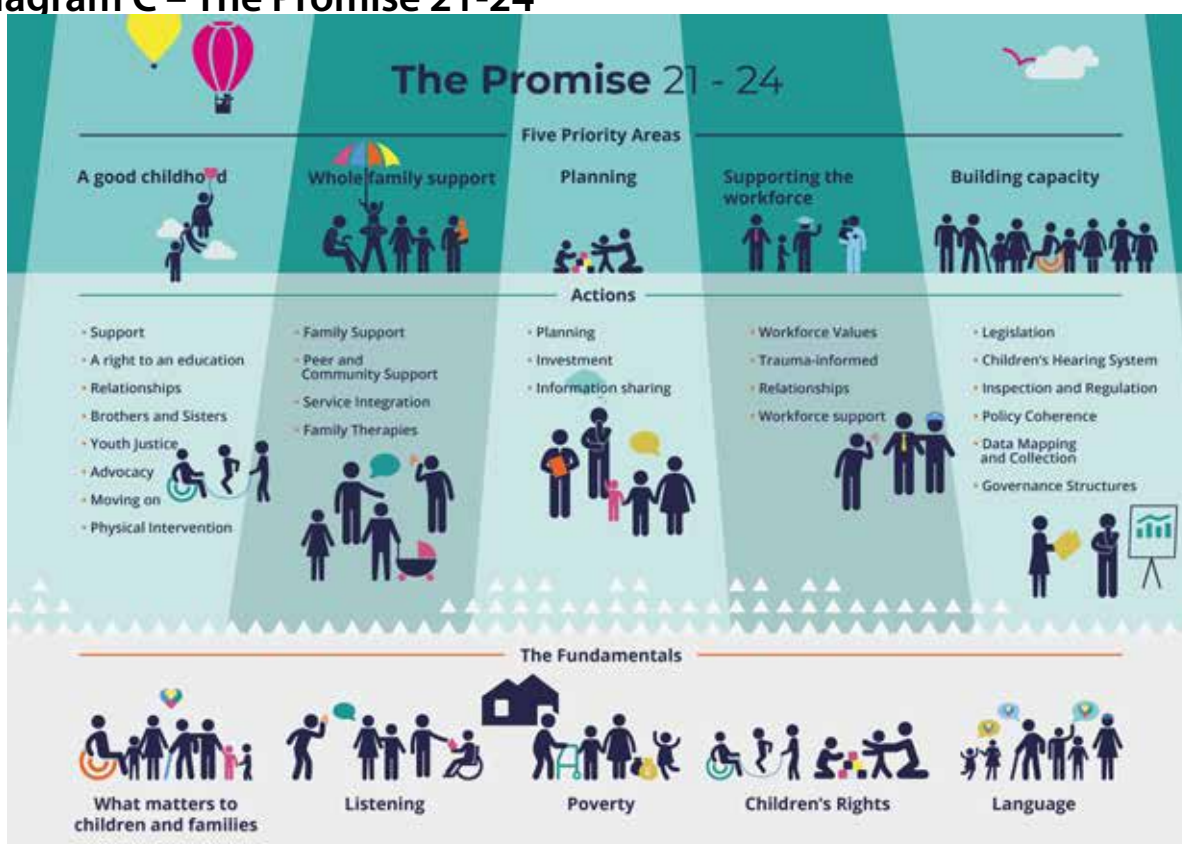 Diagram C – The Promise 21-24
The Promise 21 - 24
Five Priority Areas
A good childhood
Whole family support
Planning
Supporting the
workforce
Building capacity
Actions
• Support
• A right to an education
• Relationships
• Brothers and Sisters
• Youth Justice
• Advocacy
• Moving on
• Physical Intervention
• Family Support
• Peer and
Community Support
• Service Integration
• Family Therapies
• Planning
• Investment
• Information sharing
• Workforce Values
• Trauma-informed
• Relationships
• Workforce support
• Legislation
• Children's Hearing System
• Inspection and Regulation
• Policy Coherence
• Data Mapping
and Collection
• Governance Structures
The Fundamentals
What matters to
children and families
Listening
Poverty
Children's Rights
Language